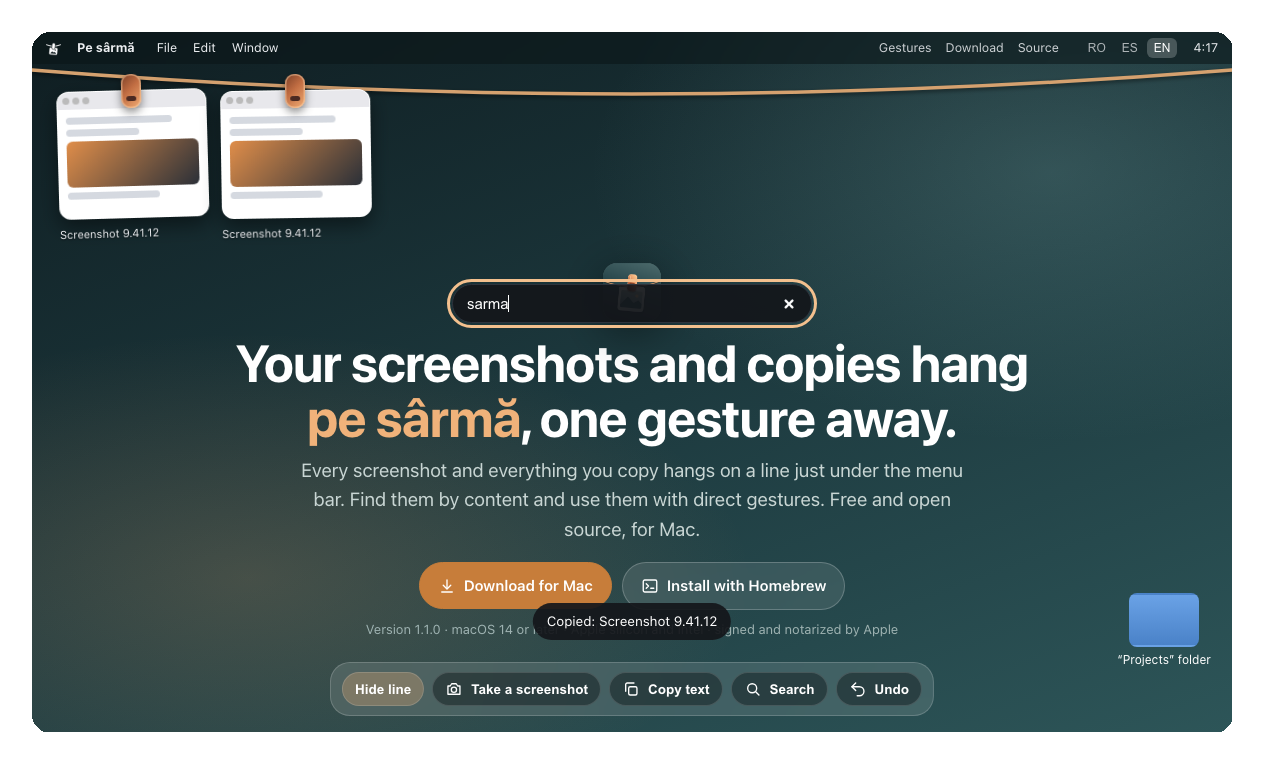 Pe sârmă File Edit Window Gestures Download Source RO ES EN 4:17
Screenshot 9.41.12 Screenshot 9.41.12
sarma
Your screenshots and copies hang
pe sârmă, one gesture away.
Every screenshot and everything you copy hangs on a line just under the menu
bar. Find them by content and use them with direct gestures. Free and open
source, for Mac.
Download for Mac Install with Homebrew
Copied: Screenshot 9.41.12
Version 1.1.0 · macOS 14 or and notarized by Apple
“Projects” folder
Hide line Take a screenshot Copy text Search Undo